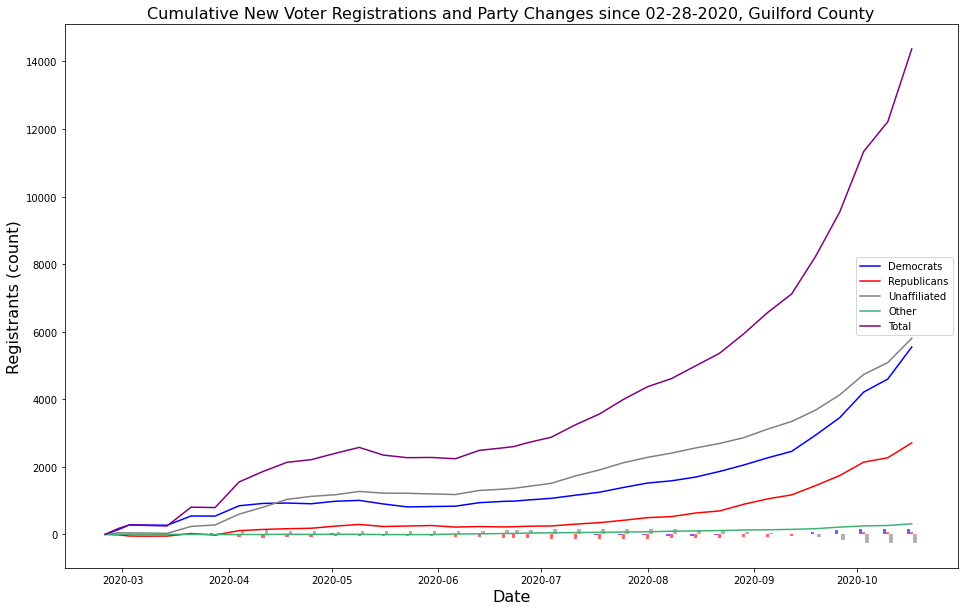 Cumulative New Voter Registrations and Party Changes since 02-28-2020, Guilford County
Registrants (count)
14000
12000
10000
8000
6000
4000
2000
0
Democrats
Republicans
Unaffiliated
Other
Total
2020-03
2020-04
2020-05
2020-06
2020-07
2020-08
2020-09
2020-10
Date